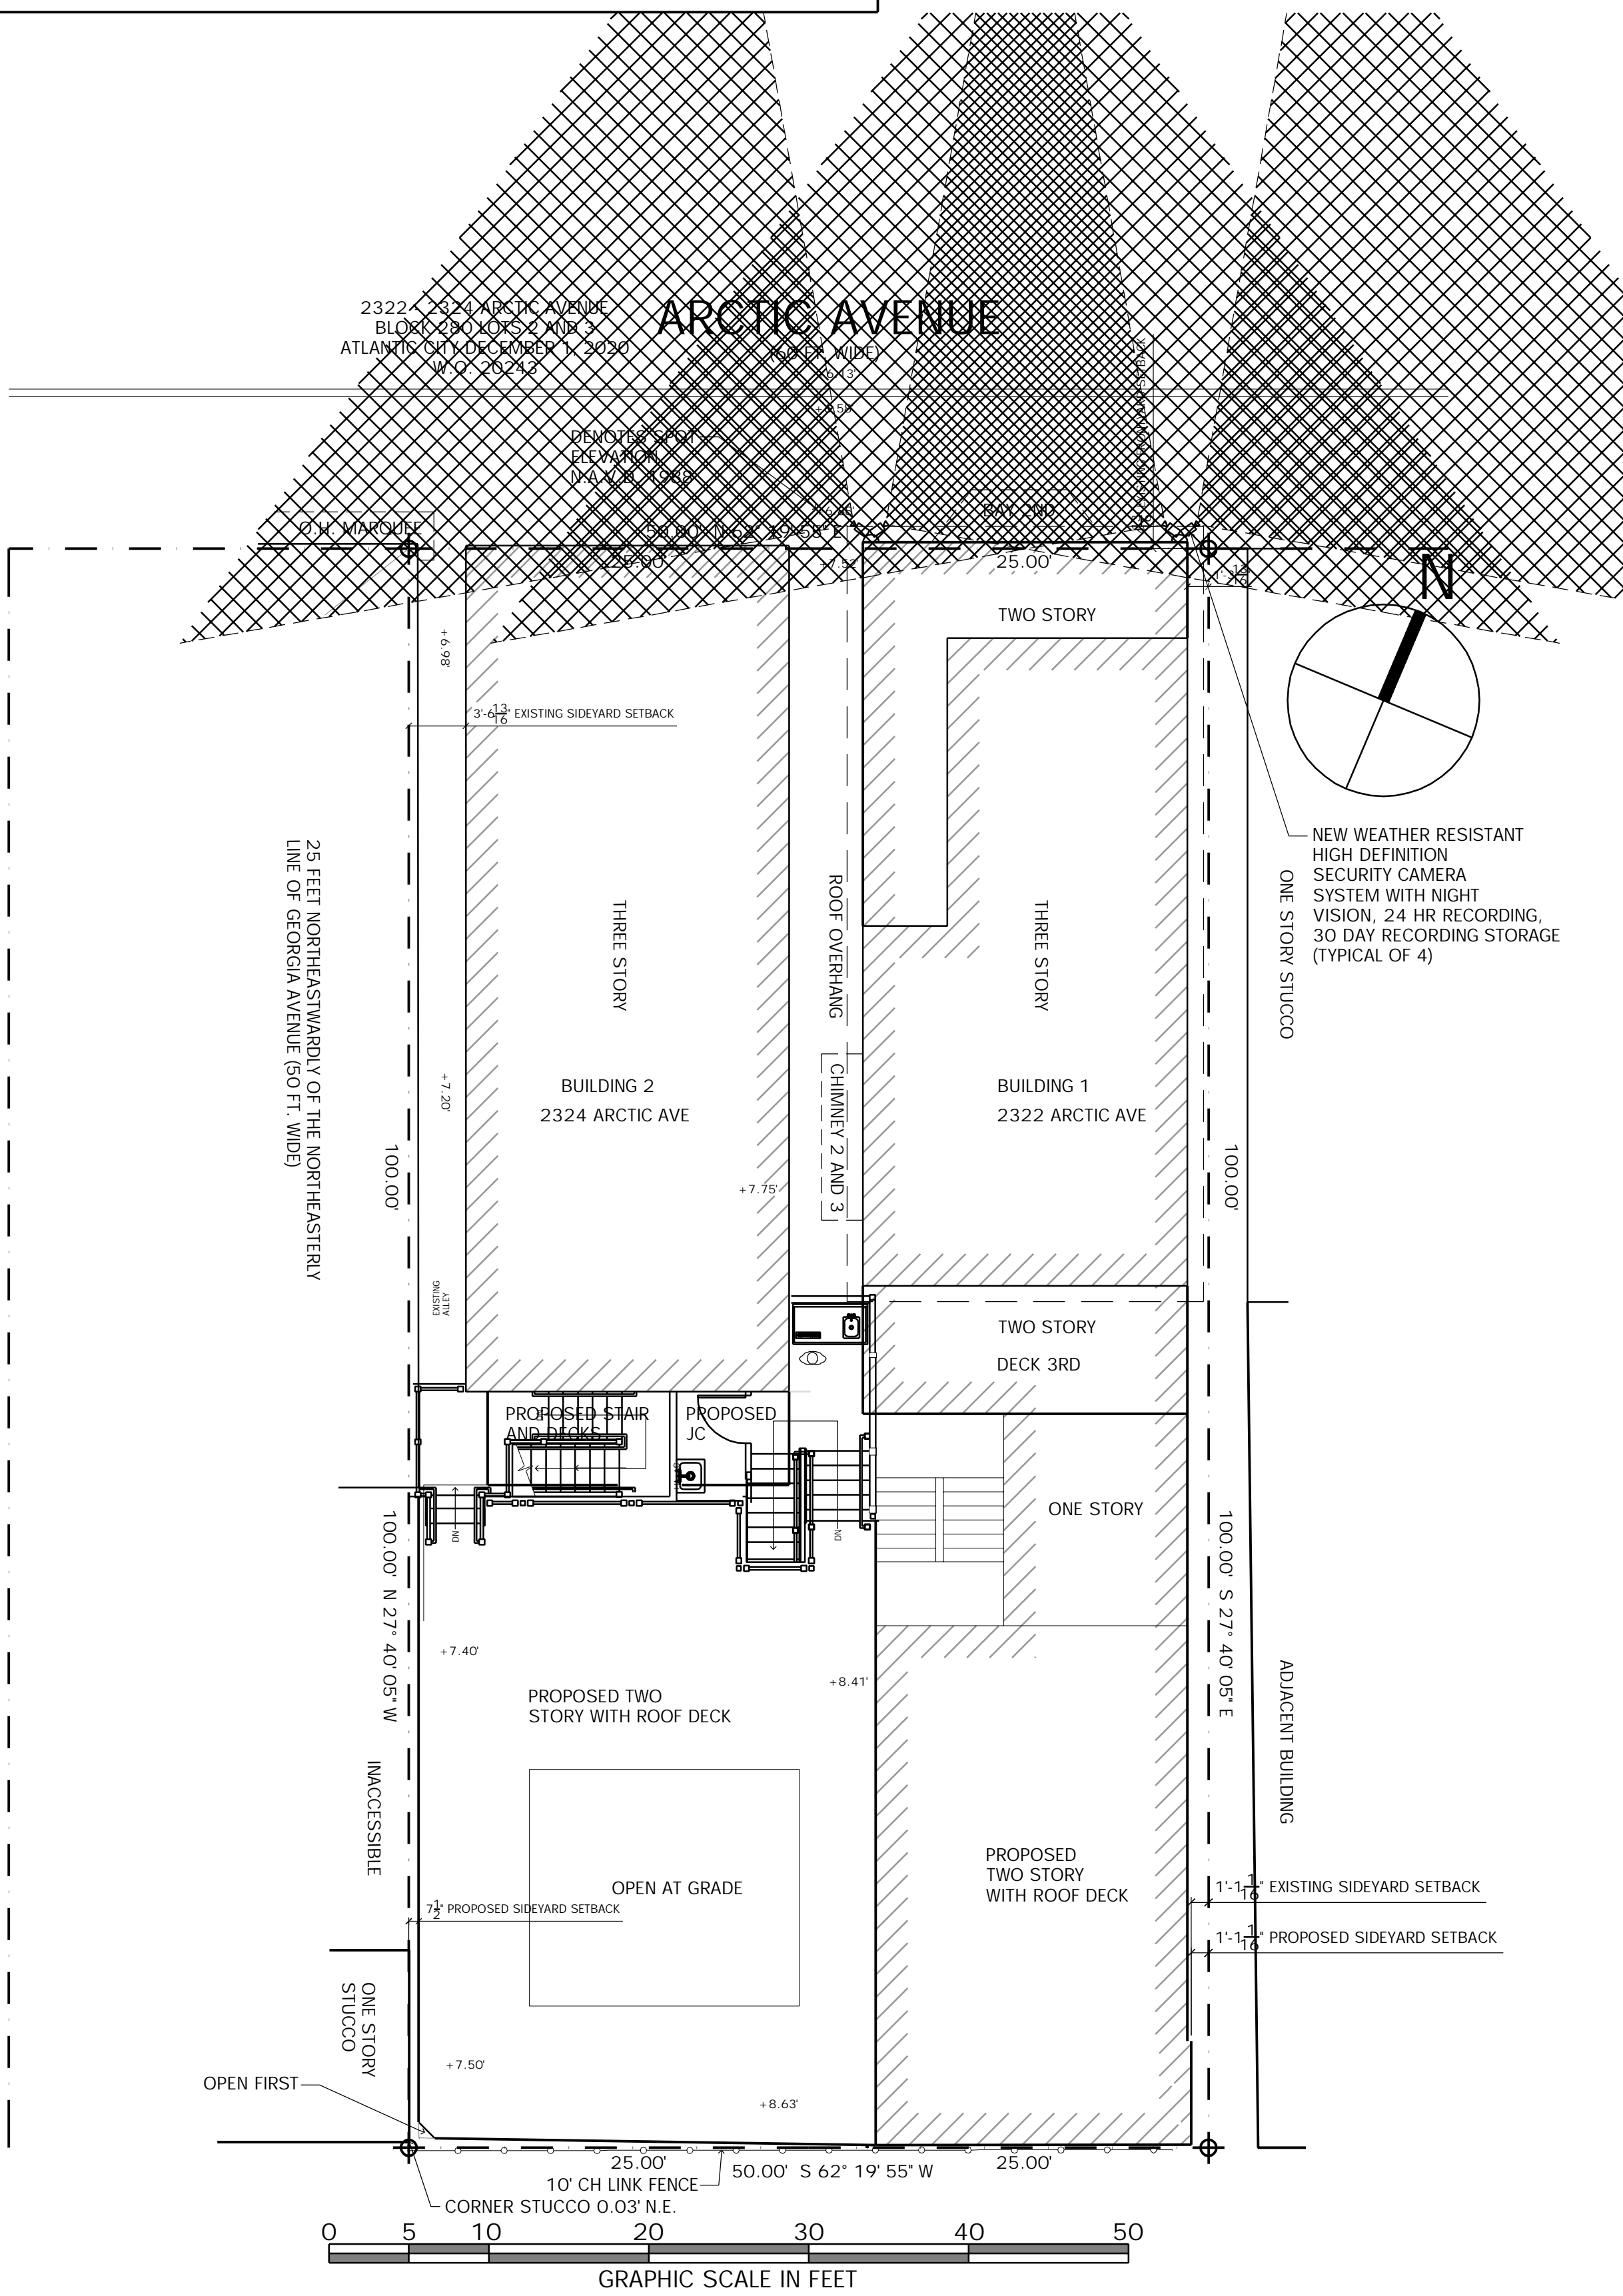 2322 - 2324 ARCTIC AVENUE
BLOCK 280 LOTS 2 AND 3
ATLANTIC CITY DECEMBER 1, 2020
W.O. 20243
ARCTIC AVENUE
(60 FT. WIDE)
DENOTES SPOT
ELEVATION
N.A.V.D. 1988
O.H. MARQUEE
BAY 2ND
50.00' N 62° 19' 55" E
25.00'
25.00'
N
TWO STORY
+6.98'
3'-6 13/16" EXISTING SIDEYARD SETBACK
NEW WEATHER RESISTANT
HIGH DEFINITION
SECURITY CAMERA
SYSTEM WITH NIGHT
VISION, 24 HR RECORDING,
30 DAY RECORDING STORAGE
(TYPICAL OF 4)
25 FEET NORTHEASTWARDLY OF THE NORTHEASTERLY
LINE OF GEORGIA AVENUE (50 FT. WIDE)
THREE STORY
ROOF OVERHANG
THREE STORY
ONE STORY STUCCO
+7.20'
BUILDING 2
2324 ARCTIC AVE
CHIMNEY 2 AND 3
BUILDING 1
2322 ARCTIC AVE
100.00'
100.00'
+7.75'
EXISTING
ALLEY
TWO STORY
DECK 3RD
PROPOSED STAIR
AND DECKS
PROPOSED
JC
DN
DN
ONE STORY
100.00' N 27° 40' 05" W
100.00' S 27° 40' 05" E
+7.40'
+8.41'
PROPOSED TWO
STORY WITH ROOF DECK
INACCESSIBLE
ADJACENT BUILDING
OPEN AT GRADE
PROPOSED
TWO STORY
WITH ROOF DECK
7 1/2" PROPOSED SIDEYARD SETBACK
1'-1 1/16" EXISTING SIDEYARD SETBACK
1'-1 1/16" PROPOSED SIDEYARD SETBACK
ONE STORY
STUCCO
+7.50'
OPEN FIRST
+8.63'
25.00'
50.00' S 62° 19' 55" W
25.00'
10' CH LINK FENCE
CORNER STUCCO 0.03' N.E.
0 5 10 20 30 40 50
GRAPHIC SCALE IN FEET